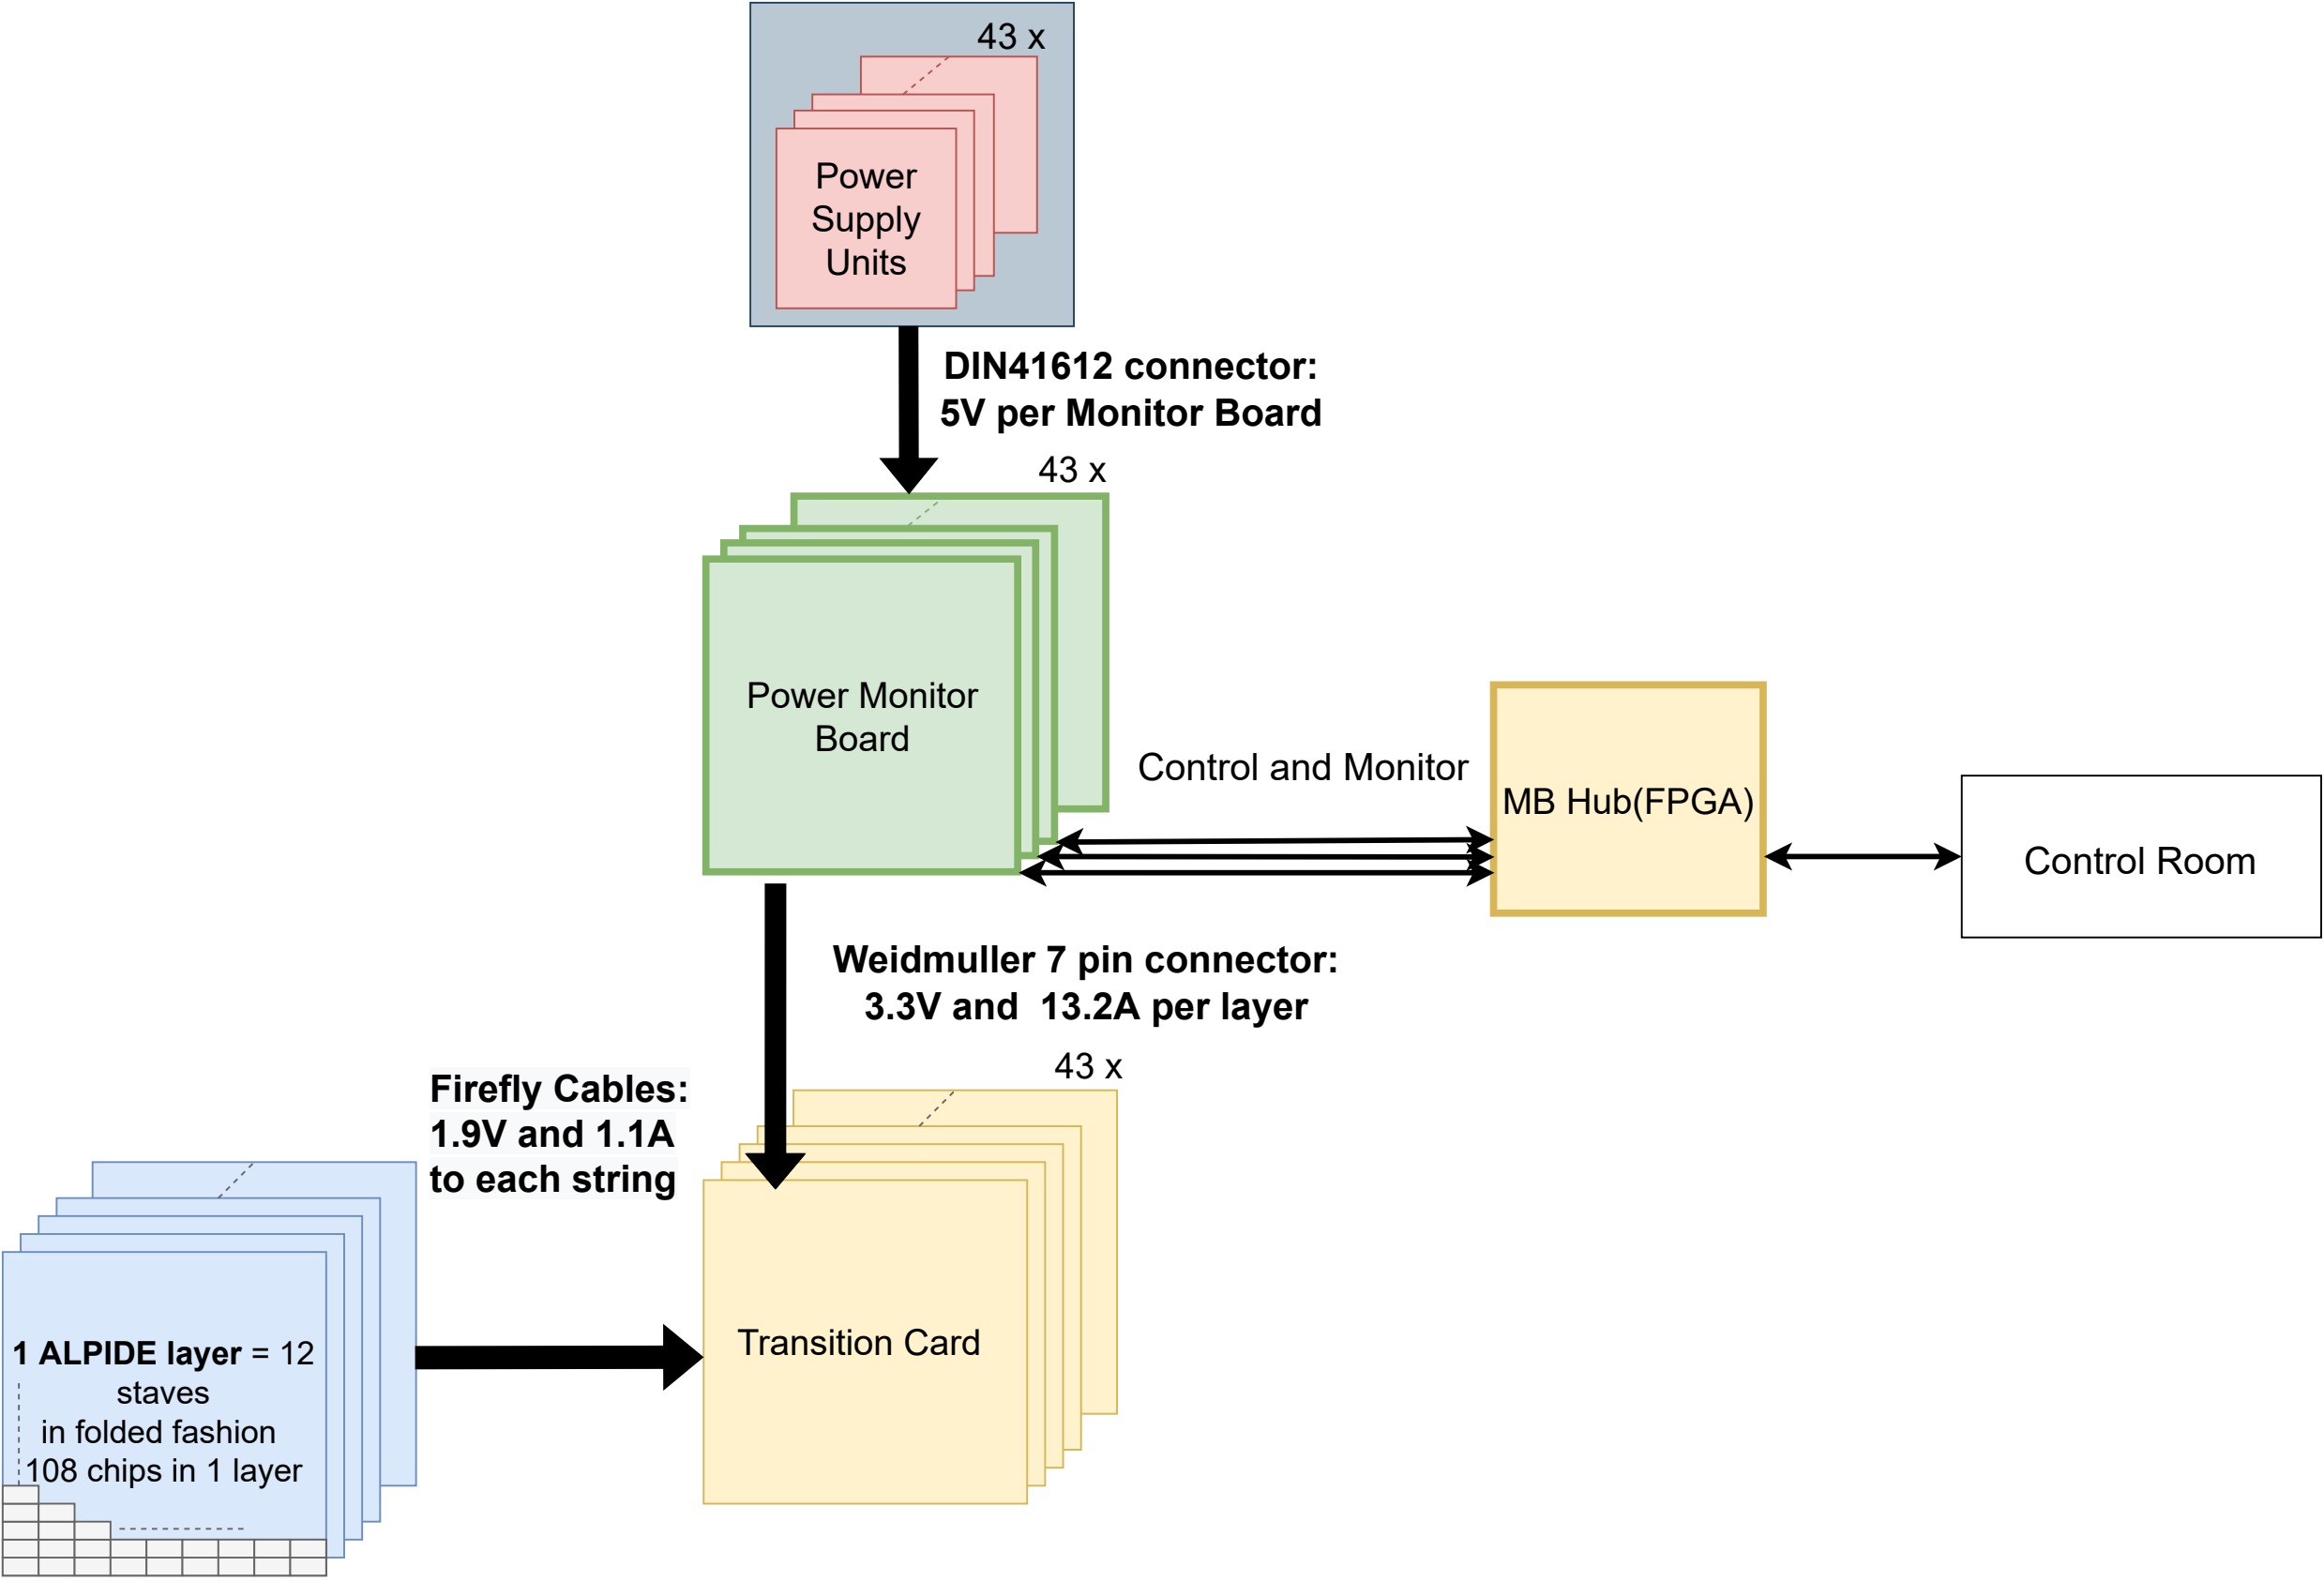 43 x
Power
Supply
Units
DIN41612 connector:
5V per Monitor Board
43 x
Power Monitor
Board
Control and Monitor
MB Hub(FPGA)
Control Room
Weidmuller 7 pin connector:
3.3V and 13.2A per layer
43 x
Firefly Cables:
1.9V and 1.1A
to each string
1 ALPIDE layer = 12
staves
in folded fashion
108 chips in 1 layer
Transition Card